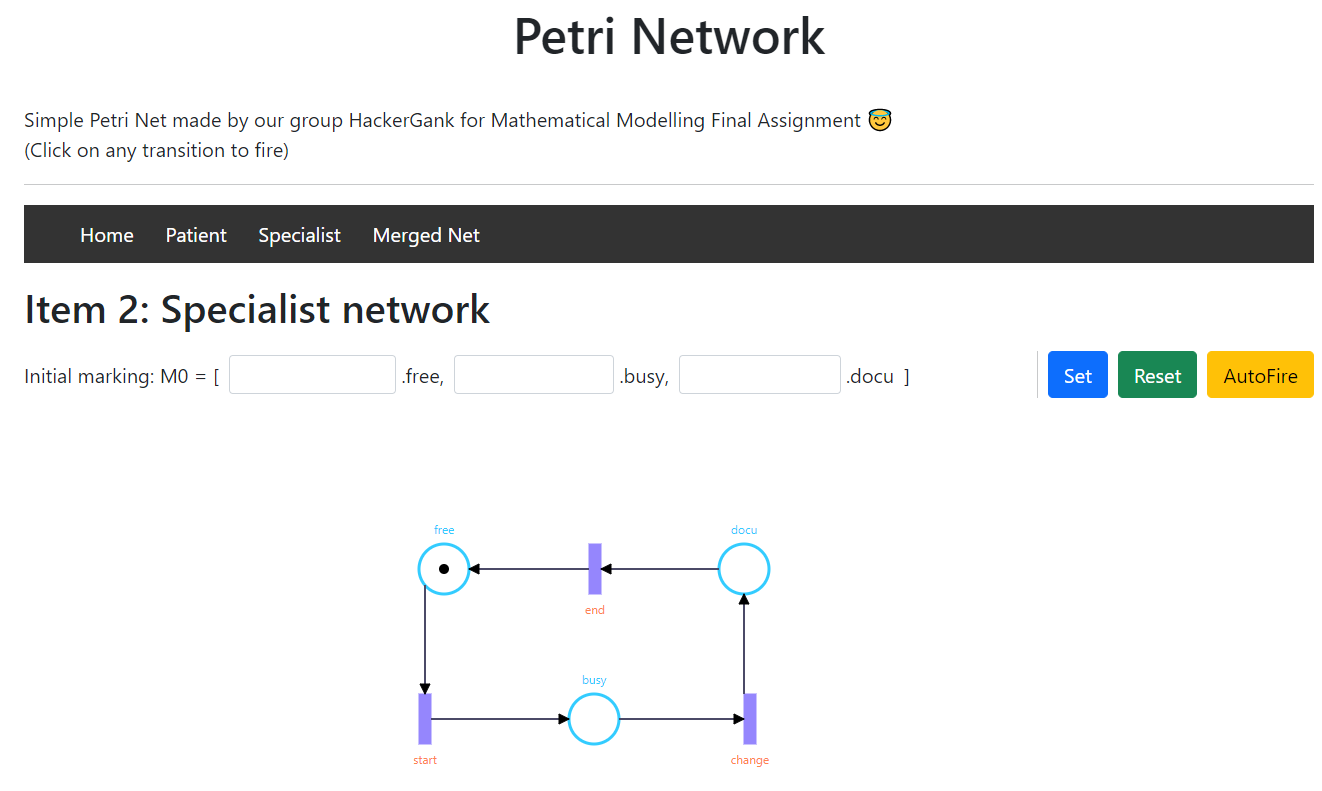 Petri Network
Simple Petri Net made by our group HackerGank for Mathematical Modelling Final Assignment 😇
(Click on any transition to fire)
Home Patient Specialist Merged Net
Item 2: Specialist network
Initial marking: M0 = [ .free, .busy, .docu ] Set Reset AutoFire
free docu
end
busy
start change